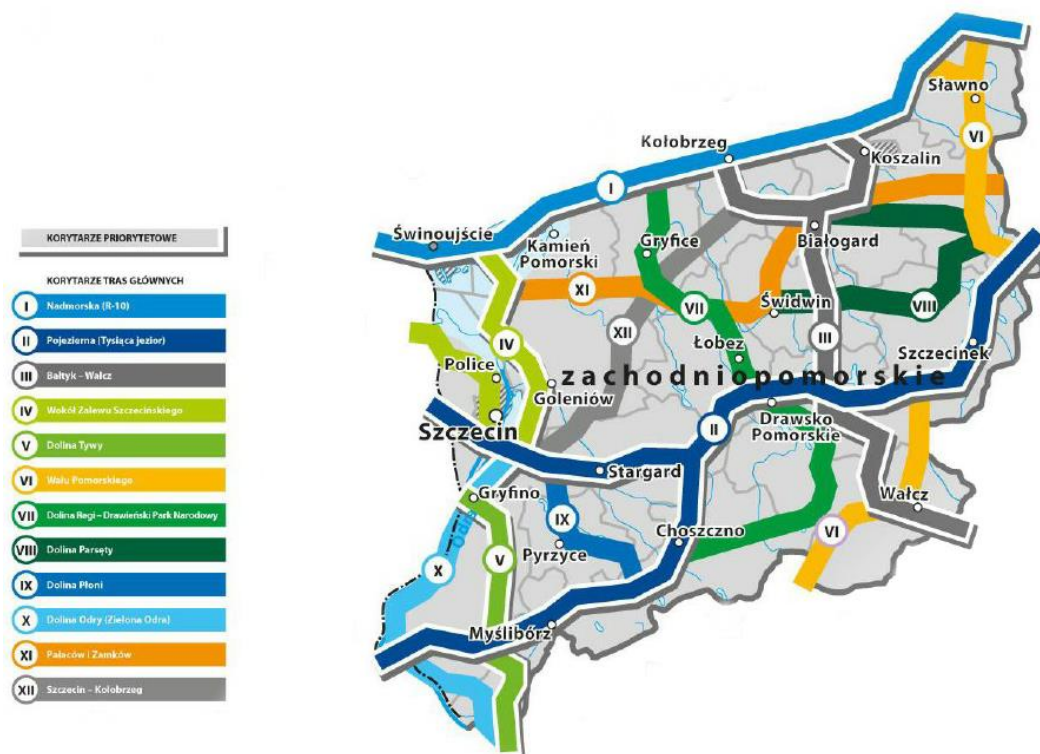 KORYTARZE PRIORYTETOWE
KORYTARZE TRAS GŁÓWNYCH
I Nadmorska (R-10)
II Pojezierna (Tysiąca jezior)
III Bałtyk – Wałcz
IV Wokół Zalewu Szczecińskiego
V Dolina Tywy
VI Wału Pomorskiego
VII Dolina Regi – Drawieński Park Narodowy
VIII Dolina Parsęty
IX Dolina Płoni
X Dolina Odry (Zielona Odra)
XI Pałaców i Zamków
XII Szczecin – Kołobrzeg
Sławno
VI
Kołobrzeg
Koszalin
I
Świnoujście
Kamień
Pomorski
Gryfice
Białogard
XI
VII
Świdwin
VIII
XII
III
IV
Łobez
Szczecinek
Police
zachodniopomorskie
Goleniów
Drawsko
Pomorskie
II
Szczecin
Stargard
Gryfino
Wałcz
IX
Choszczno
VI
Pyrzyce
V
X
Myślibórz